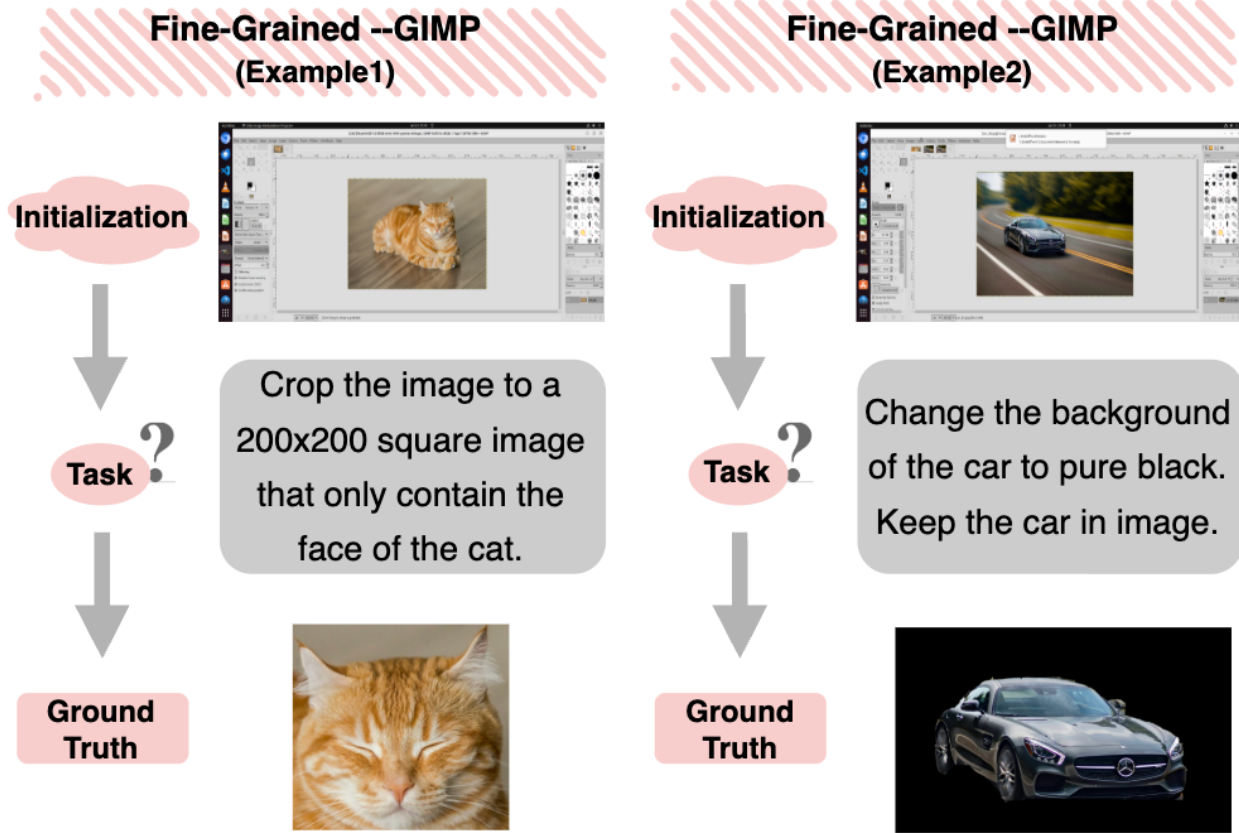 Fine-Grained --GIMP
(Example1)
Initialization
Task
?
Crop the image to a
200x200 square image
that only contain the
face of the cat.
Ground
Truth
Fine-Grained --GIMP
(Example2)
Initialization
Task
?
Change the background
of the car to pure black.
Keep the car in image.
Ground
Truth